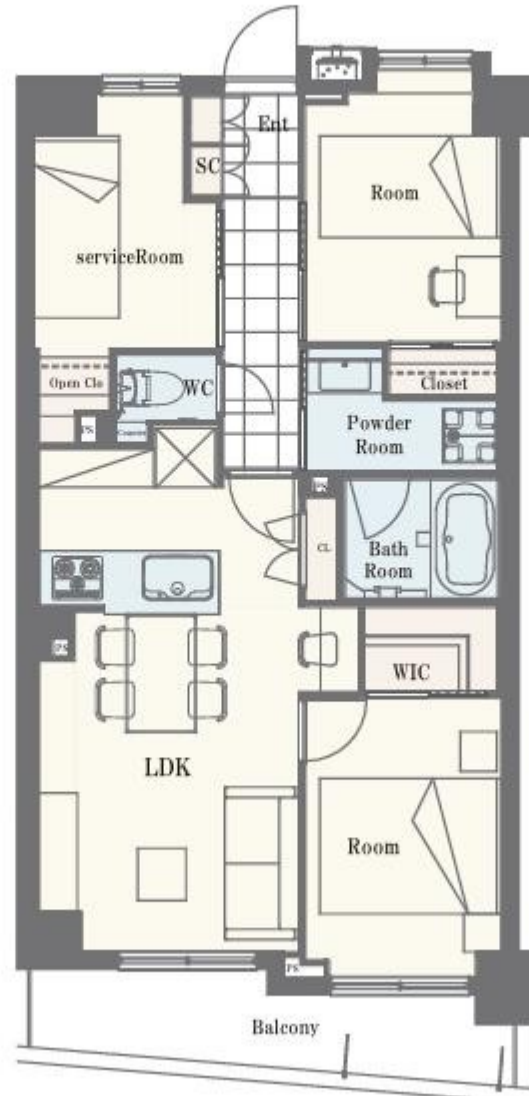 Ent
SC
Room
serviceRoom
Open Clo
WC
Closet
PS
Powder
Room
PS
CL
Bath
Room
PS
WIC
LDK
Room
PS
Balcony